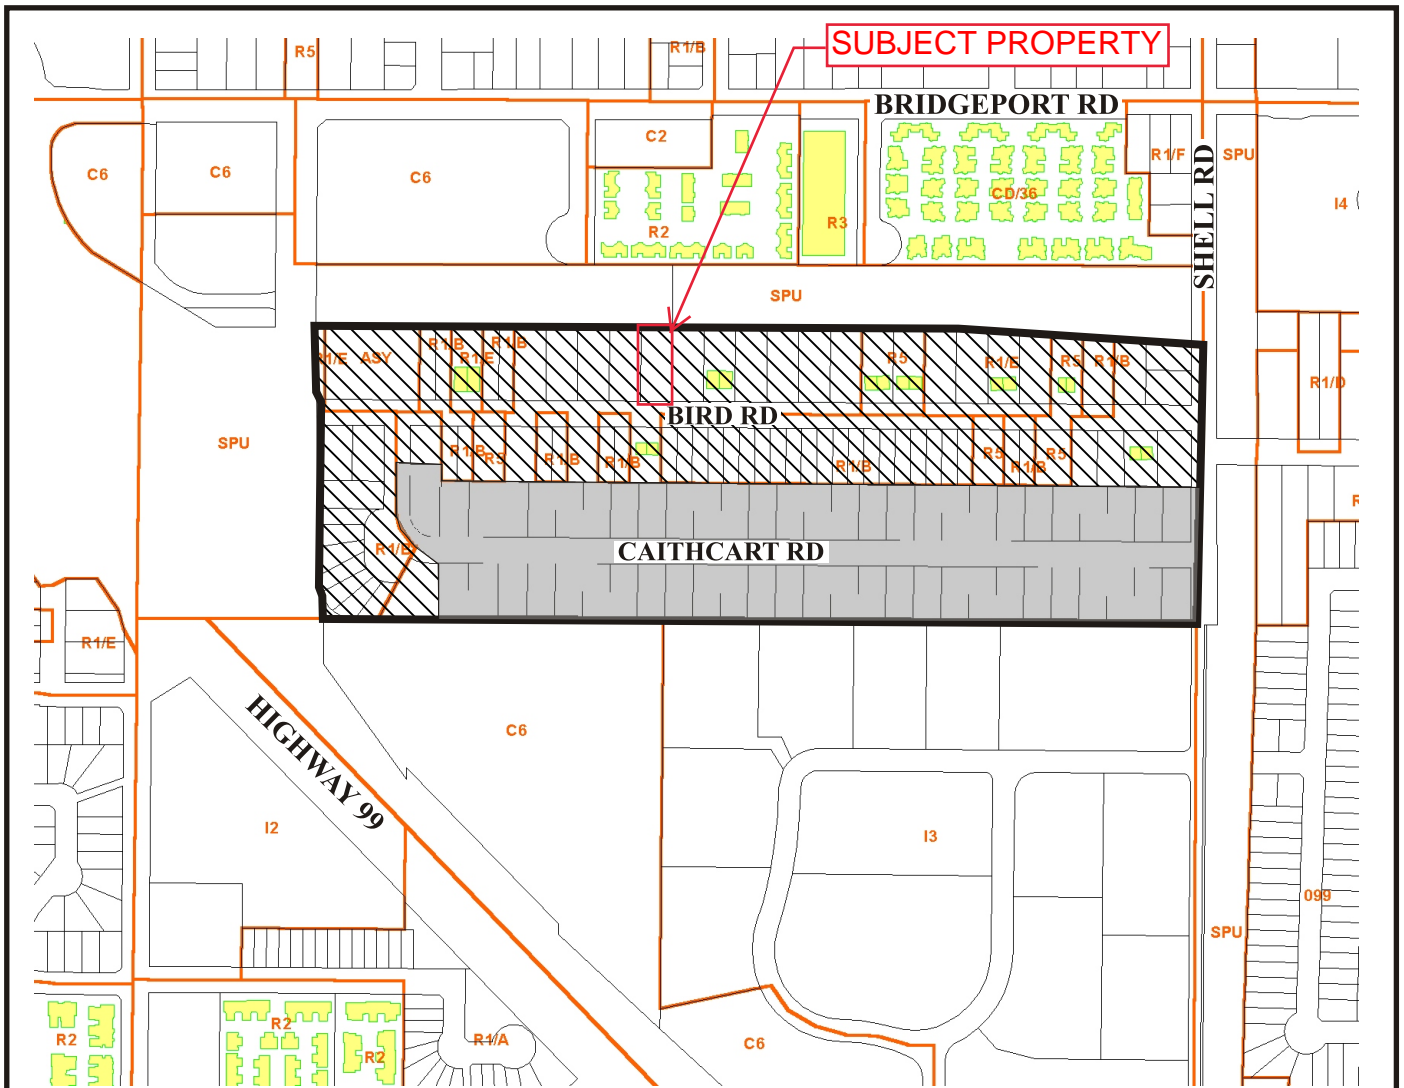 SUBJECT PROPERTY
R5
R1/B
BRIDGEPORT RD
C2
R1/F
SPU
SHELL RD
C6
C6
C6
CD/36
I4
R2
R3
SPU
R1/E
ASY
R1/B
R1/E
R1/B
R5
R1/E
R5
R1/B
R1/D
BIRD RD
SPU
R1/B
R5
R1/B
R1/B
R1/B
R5
R1/B
R5
CAITHCART RD
R1/B
R1/E
C6
HIGHWAY 99
I2
I3
099
SPU
R2
R2
R2
R1/A
C6